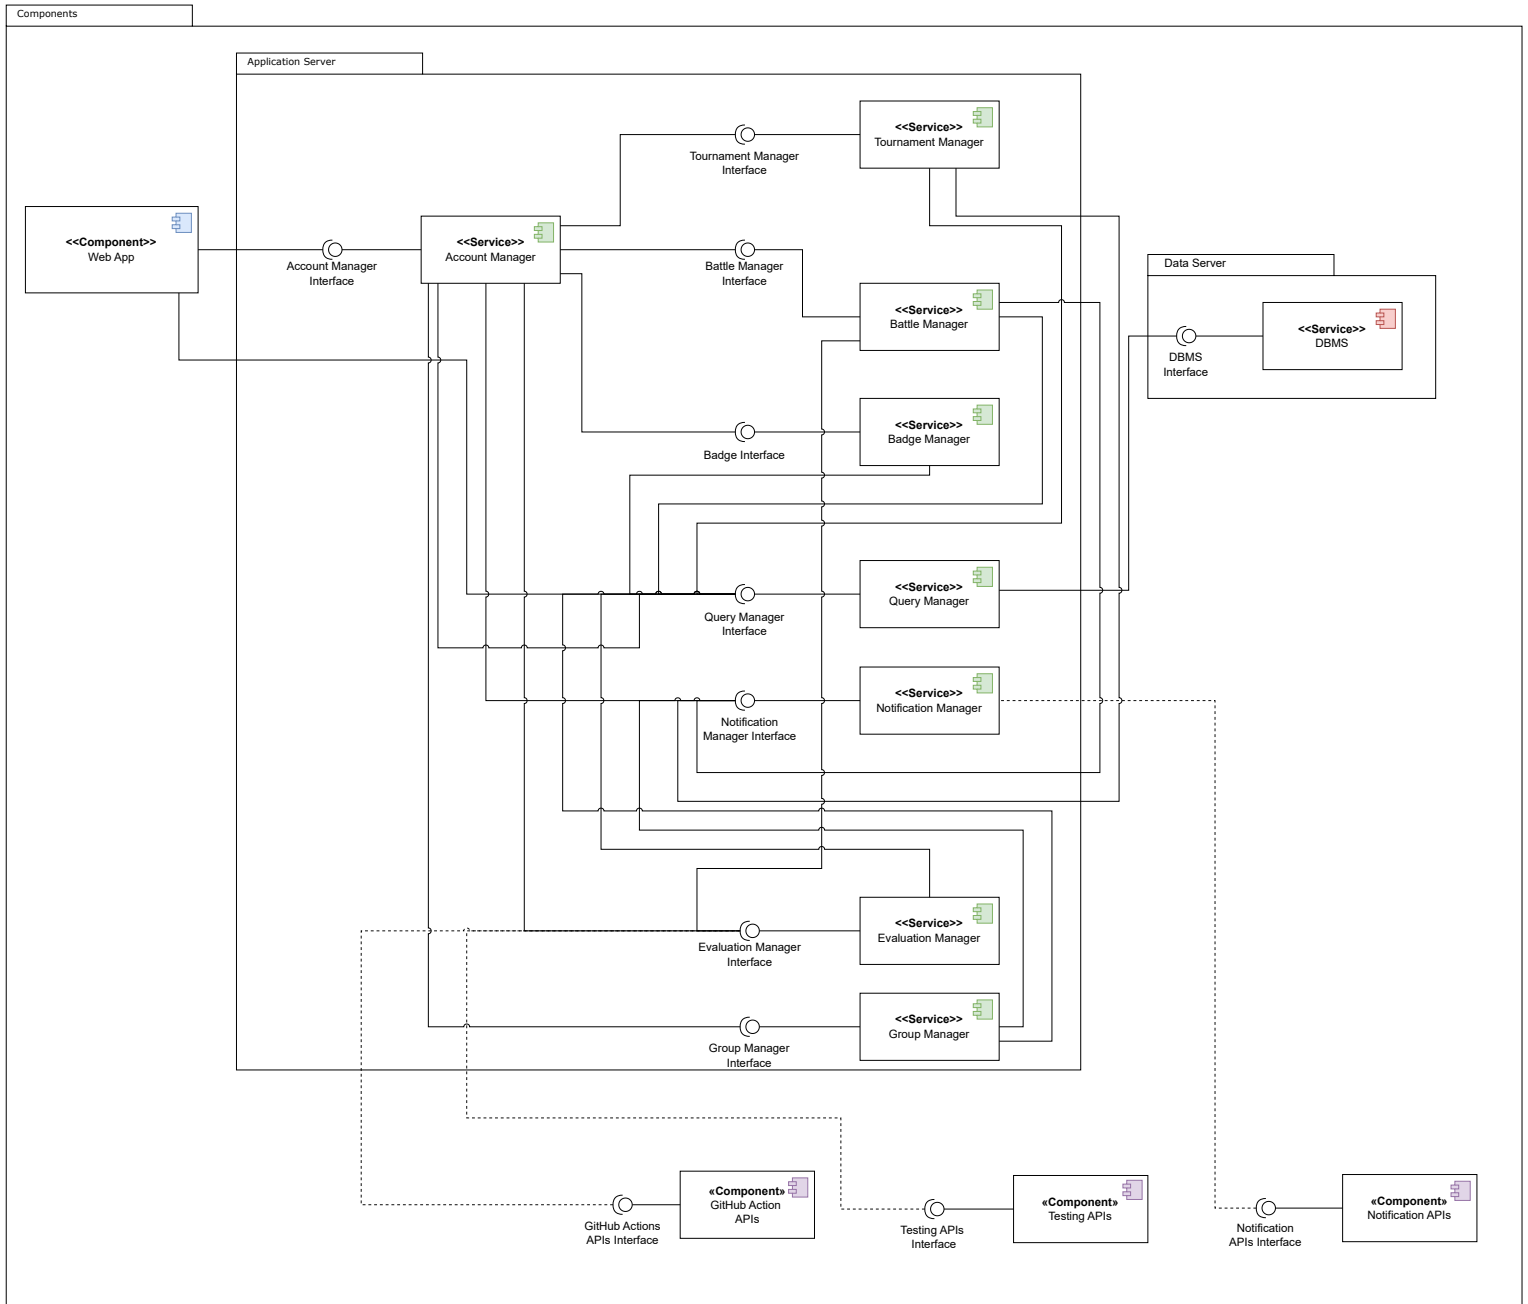 Components
Application Server
<<Service>>
Tournament Manager
Tournament Manager
Interface
<<Component>>
Web App
Account Manager
Interface
<<Service>>
Account Manager
Battle Manager
Interface
<<Service>>
Battle Manager
Data Server
<<Service>>
DBMS
DBMS
Interface
<<Service>>
Badge Manager
Badge Interface
<<Service>>
Query Manager
Query Manager
Interface
<<Service>>
Notification Manager
Notification
Manager Interface
<<Service>>
Evaluation Manager
Evaluation Manager
Interface
<<Service>>
Group Manager
Group Manager
Interface
«Component»
GitHub Action
APIs
GitHub Actions
APIs Interface
«Component»
Testing APIs
Testing APIs
Interface
«Component»
Notification APIs
Notification
APIs Interface